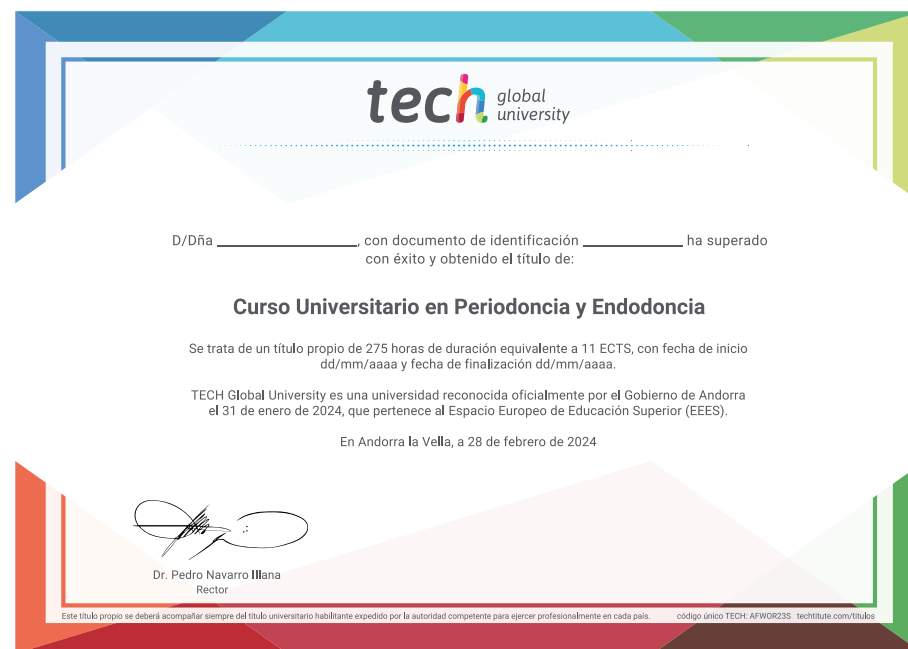 tech global
university
D/Dña ____________________, con documento de identificación ______________ ha superado
con éxito y obtenido el título de:
Curso Universitario en Periodoncia y Endodoncia
Se trata de un título propio de 275 horas de duración equivalente a 11 ECTS, con fecha de inicio
dd/mm/aaaa y fecha de finalización dd/mm/aaaa.
TECH Global University es una universidad reconocida oficialmente por el Gobierno de Andorra
el 31 de enero de 2024, que pertenece al Espacio Europeo de Educación Superior (EEES).
En Andorra la Vella, a 28 de febrero de 2024
Dr. Pedro Navarro Illana
Rector
Este título propio se deberá acompañar siempre del título universitario habilitante expedido por la autoridad competente para ejercer profesionalmente en cada país. código único TECH: AFWOR23S techtitute.com/titulos